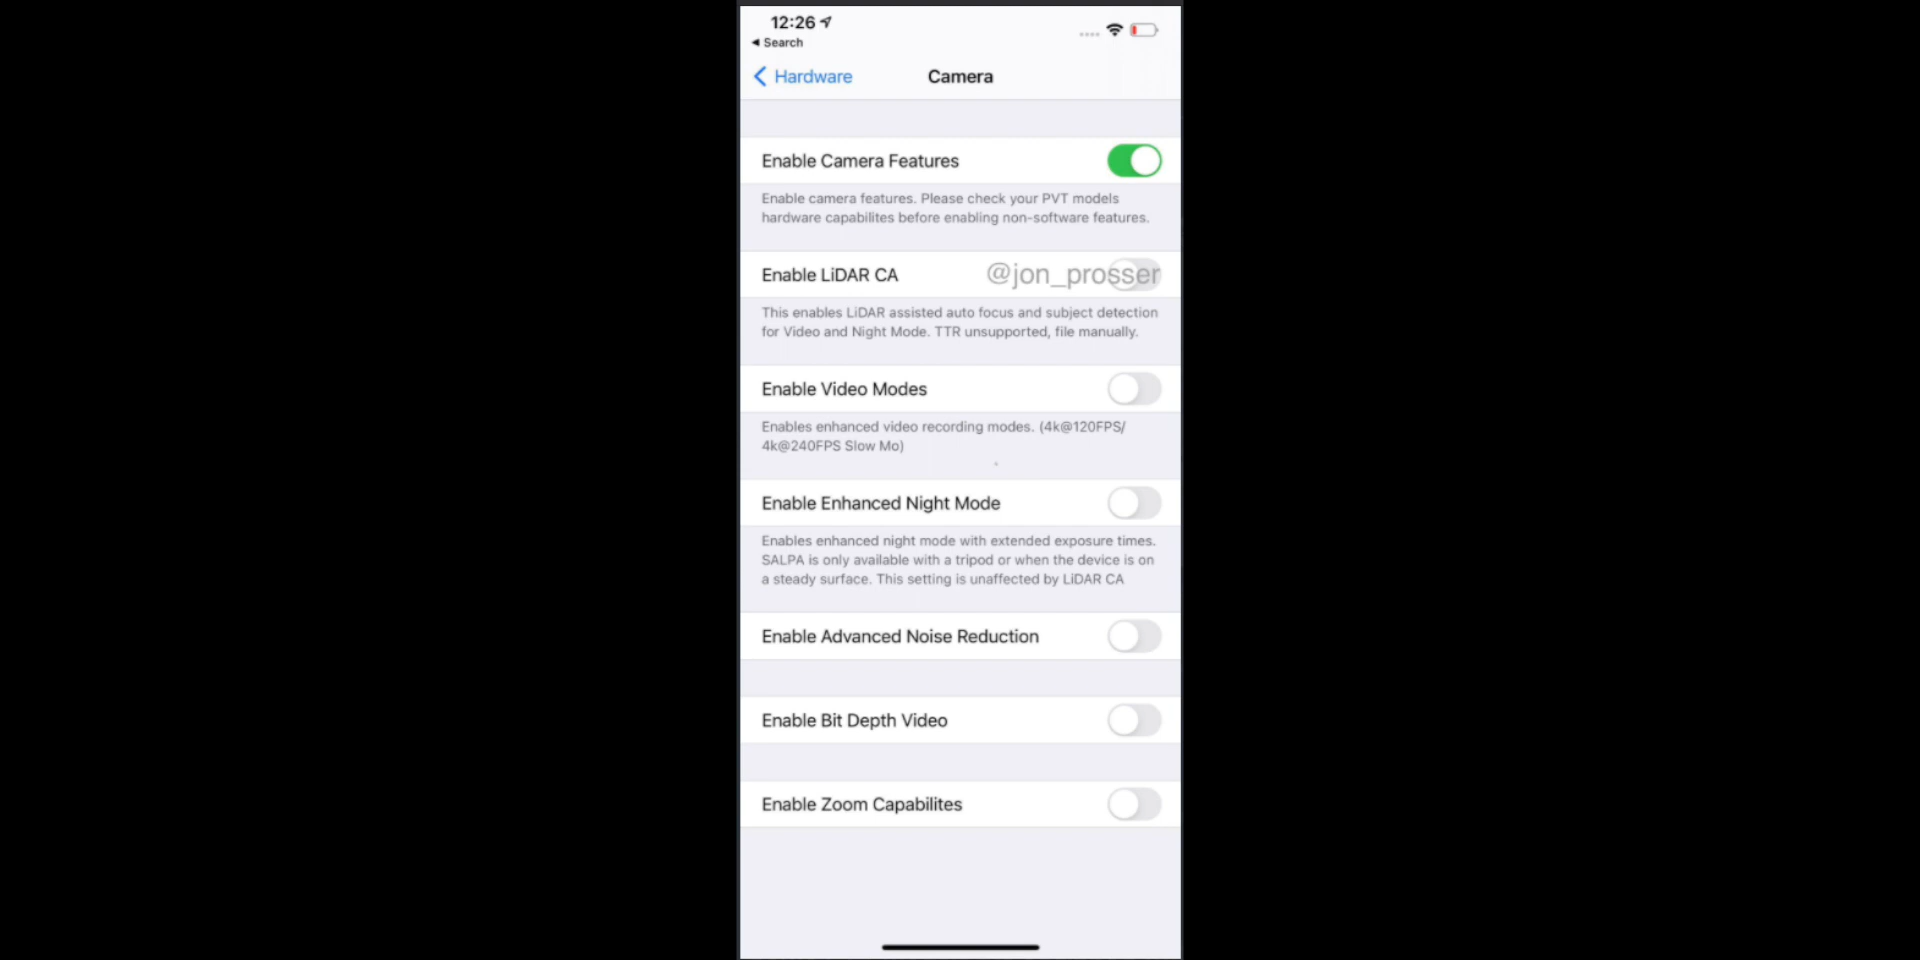 12:26
Search
Hardware
Camera
Enable Camera Features
Enable camera features. Please check your PVT models
hardware capabilites before enabling non-software features.
Enable LiDAR CA
@jon_prosser
This enables LiDAR assisted auto focus and subject detection
for Video and Night Mode. TTR unsupported, file manually.
Enable Video Modes
Enables enhanced video recording modes. (4k@120FPS/
4k@240FPS Slow Mo)
Enable Enhanced Night Mode
Enables enhanced night mode with extended exposure times.
SALPA is only available with a tripod or when the device is on
a steady surface. This setting is unaffected by LiDAR CA
Enable Advanced Noise Reduction
Enable Bit Depth Video
Enable Zoom Capabilites